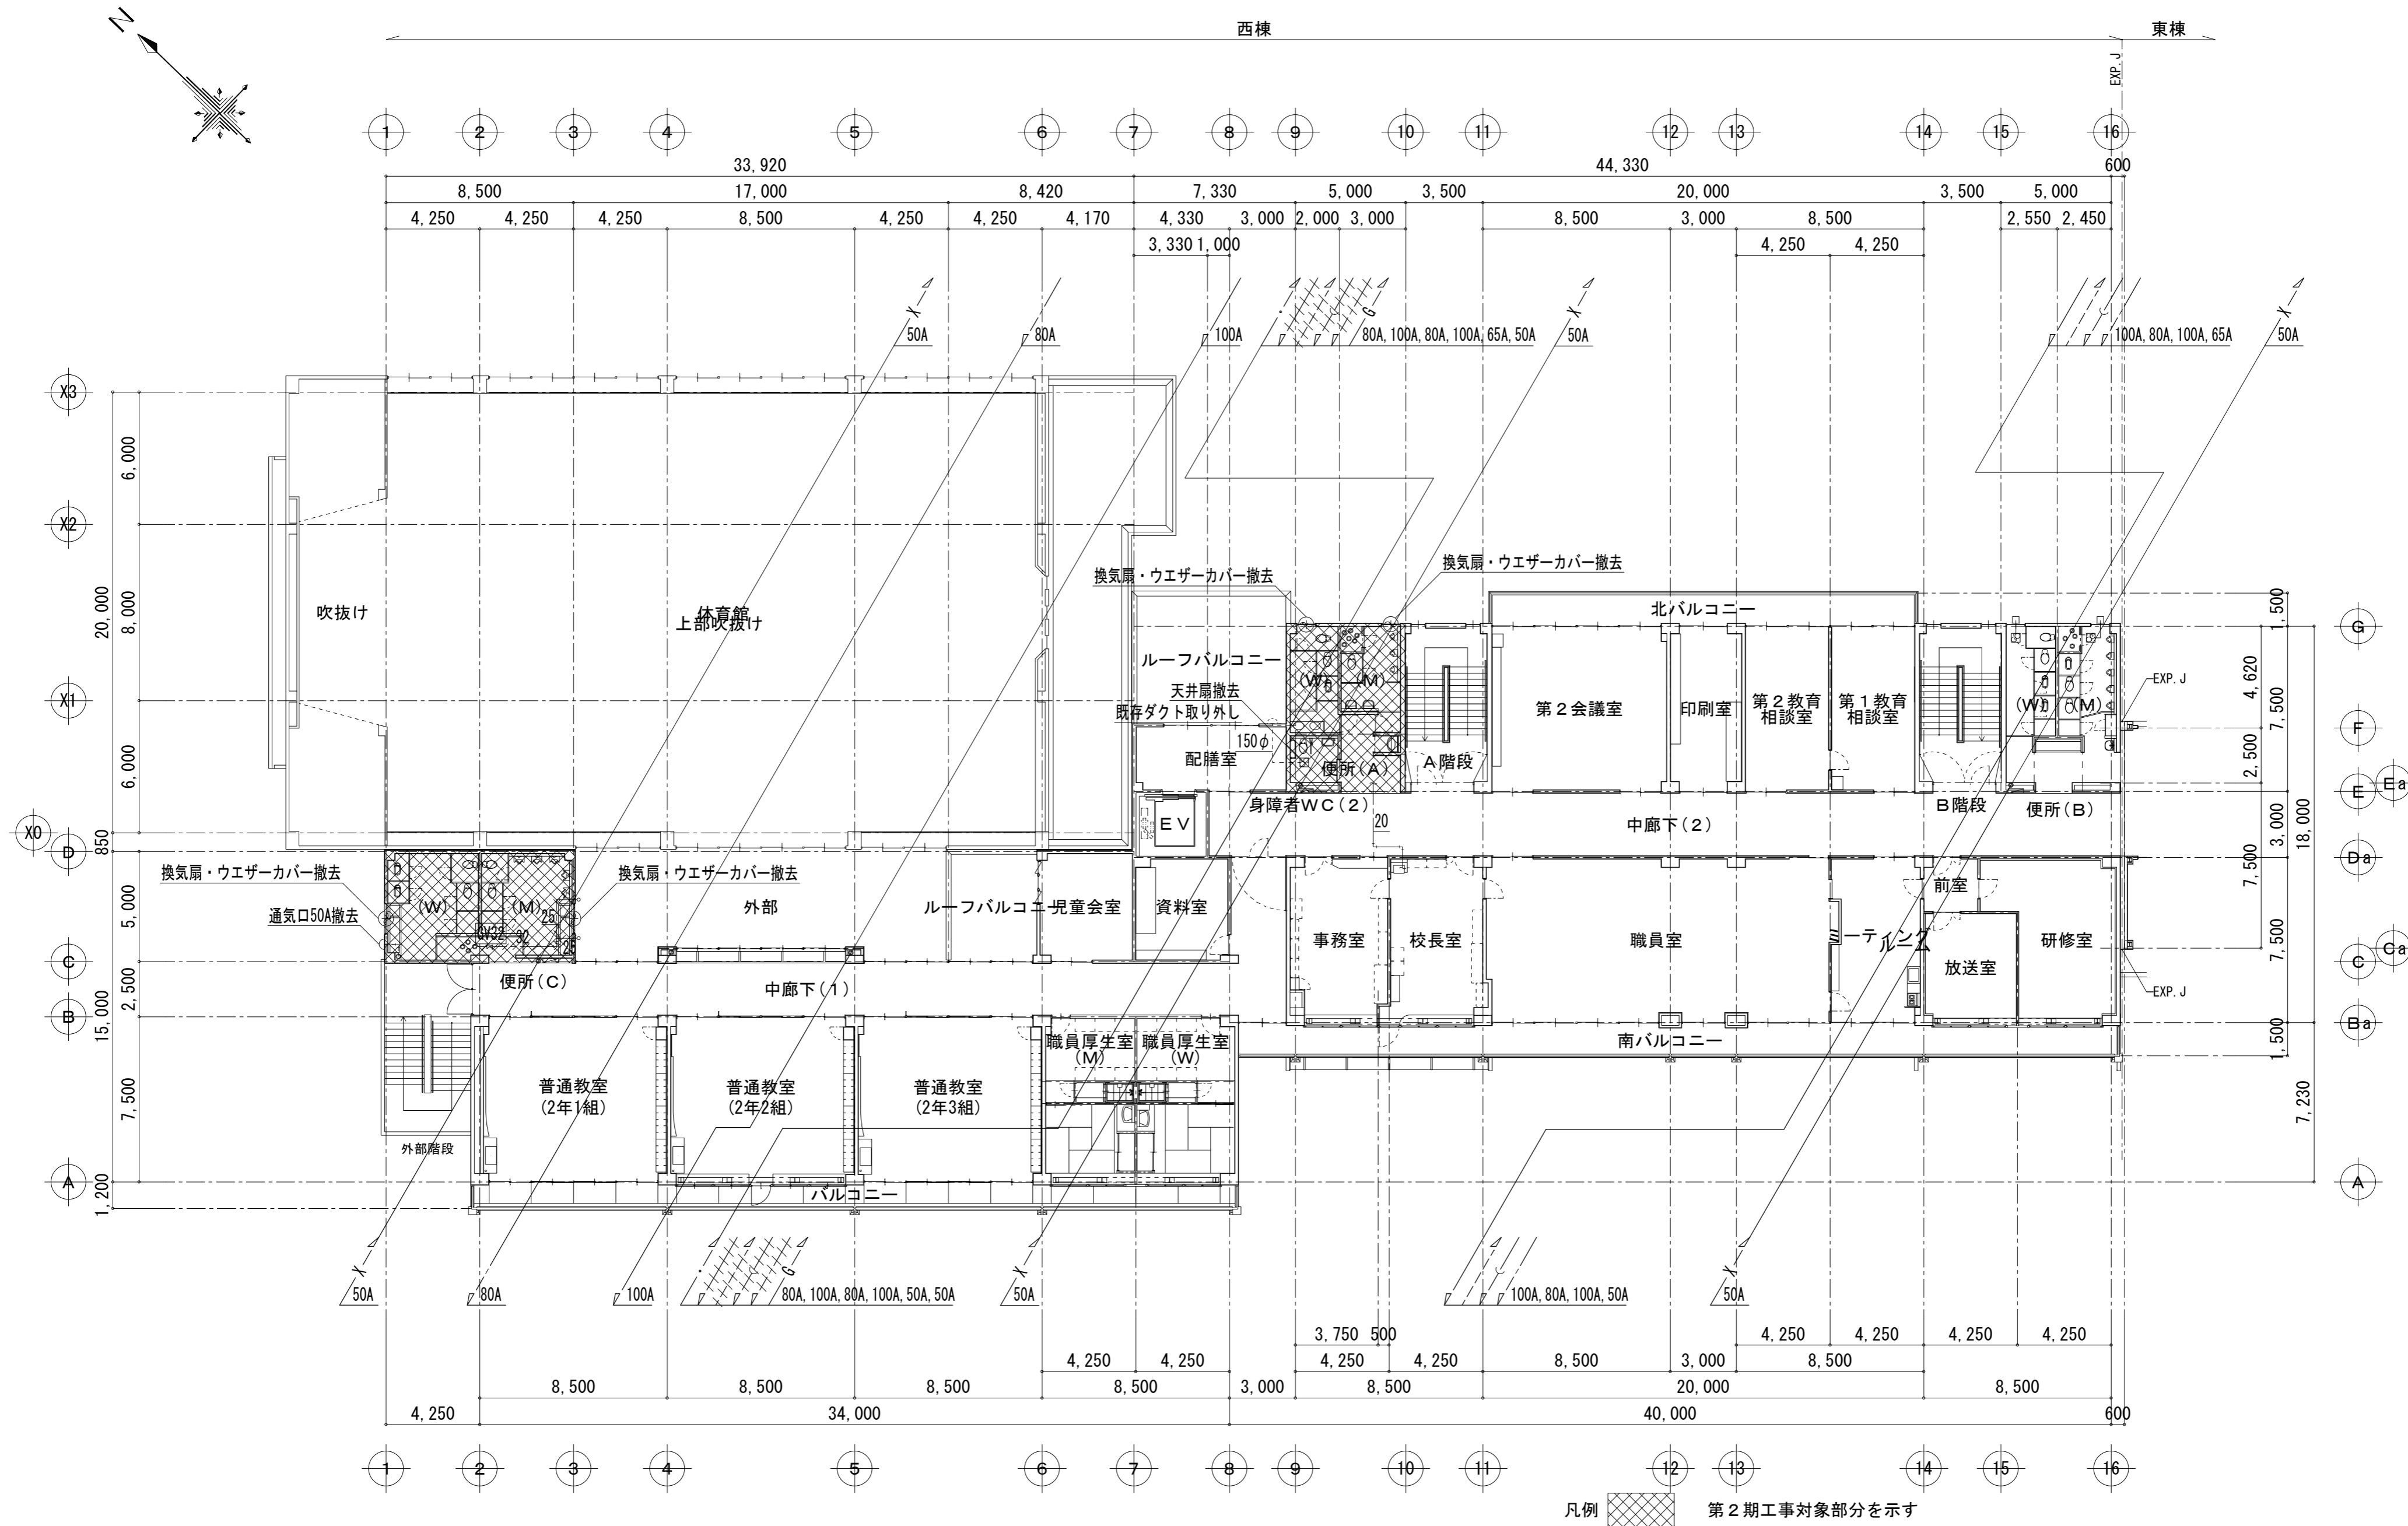 N
西棟
東棟
EXP.J
1 2 3 4 5 6 7 8 9 10 11 12 13 14 15 16
33,920 44,330 600
8,500 17,000 8,420 7,330 5,000 3,500 20,000 3,500 5,000
4,250 4,250 4,250 8,500 4,250 4,250 4,170 4,330 3,000 2,000 3,000 8,500 3,000 8,500 2,550 2,450
3,330 1,000 4,250 4,250
X
50A
80A
100A
G
80A,100A,80A,100A,65A,50A
X
50A
100A,80A,100A,65A
X
50A
X3
X2
X1
X0
D
C
B
A
6,000
8,000
20,000
6,000
850
5,000
2,500
15,000
7,500
1,200
吹抜け
体育館
上部吹抜け
換気扇・ウエザーカバー撤去
換気扇・ウエザーカバー撤去
北バルコニー
ルーフバルコニー
天井扇撤去
既存ダクト取り外し
150φ
配膳室
(W)
(M)
便所(A)
A階段
身障者WC(2)
EV
20
第2会議室
印刷室
第2教育
相談室
第1教育
相談室
B階段
(W)
(M)
便所(B)
中廊下(2)
EXP.J
G
F
E
Ea
Da
C
Ca
Ba
A
1,500
4,620
7,500
2,500
3,000
18,000
7,500
7,500
1,500
7,230
換気扇・ウエザーカバー撤去
通気口50A撤去
換気扇・ウエザーカバー撤去
(W)
(M)
25
GV32
32
25
便所(C)
外部
ルーフバルコニー
児童会室
資料室
中廊下(1)
事務室
校長室
職員室
ーティング
ルーム
前室
放送室
研修室
EXP.J
南バルコニー
外部階段
普通教室
(2年1組)
普通教室
(2年2組)
普通教室
(2年3組)
職員厚生室
(M)
職員厚生室
(W)
バルコニー
X
50A
80A
100A
G
80A,100A,80A,100A,50A,50A
X
50A
100A,80A,100A,50A
X
50A
3,750 500 4,250 4,250 4,250 4,250
4,250 4,250 4,250 4,250 8,500 3,000 8,500
8,500 8,500 8,500 8,500 3,000 8,500 20,000 8,500
4,250 34,000 40,000 600
1 2 3 4 5 6 7 8 9 10 11 12 13 14 15 16
凡例 第2期工事対象部分を示す